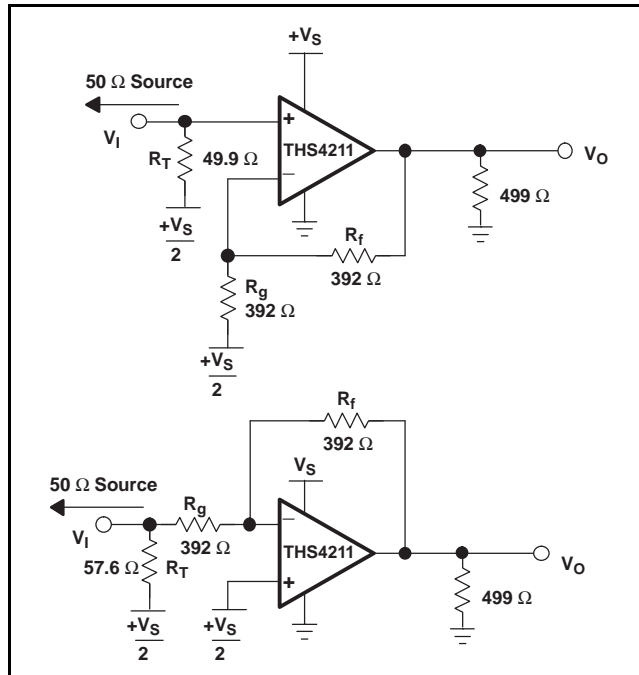 +VS
50 Ω Source
VI
+
THS4211
VO
RT
49.9 Ω
−
499 Ω
+VS
2
Rf
392 Ω
Rg
392 Ω
+VS
2
Rf
392 Ω
VS
50 Ω Source
Rg
VI
392 Ω
−
THS4211
VO
57.6 Ω
RT
+
499 Ω
+VS
2
+VS
2